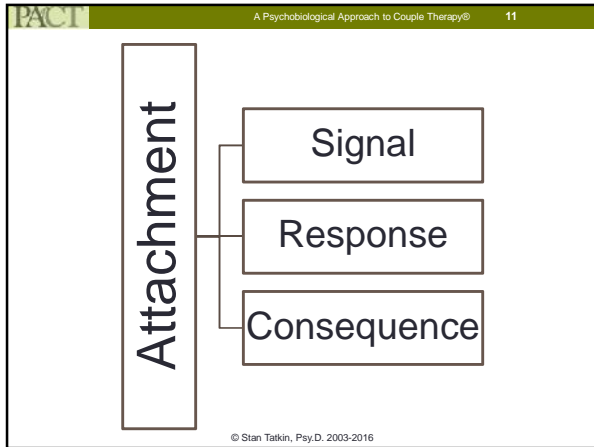 PACT A Psychobiological Approach to Couple Therapy® 11
Attachment
Signal
Response
Consequence
© Stan Tatkin, Psy.D. 2003-2016